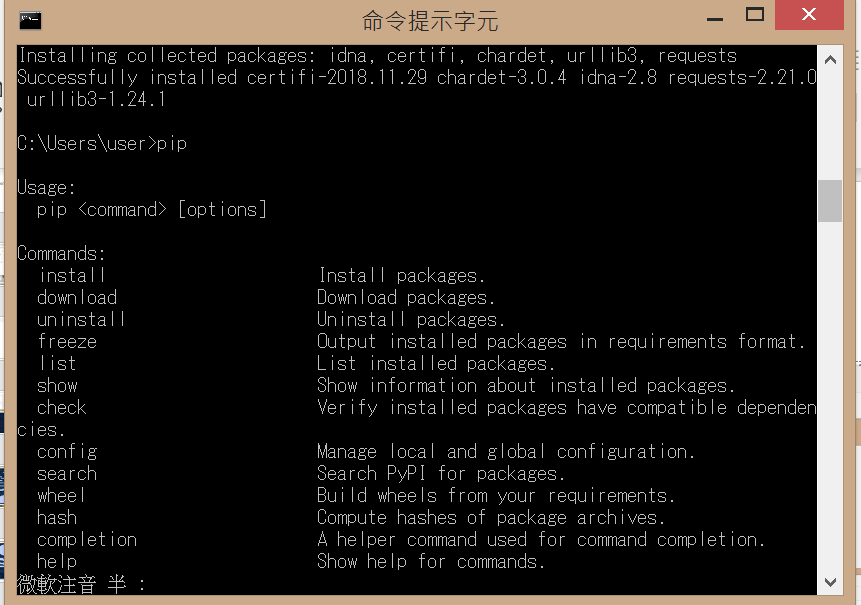 命令提示字元
Installing collected packages: idna, certifi, chardet, urllib3, requests
Successfully installed certifi-2018.11.29 chardet-3.0.4 idna-2.8 requests-2.21.0
urllib3-1.24.1
C:\Users\user>pip
Usage:
pip <command> [options]
Commands:
install Install packages.
download Download packages.
uninstall Uninstall packages.
freeze Output installed packages in requirements format.
list List installed packages.
show Show information about installed packages.
check Verify installed packages have compatible dependen
cies.
config Manage local and global configuration.
search Search PyPI for packages.
wheel Build wheels from your requirements.
hash Compute hashes of package archives.
completion A helper command used for command completion.
help Show help for commands.
微軟注音 半 :